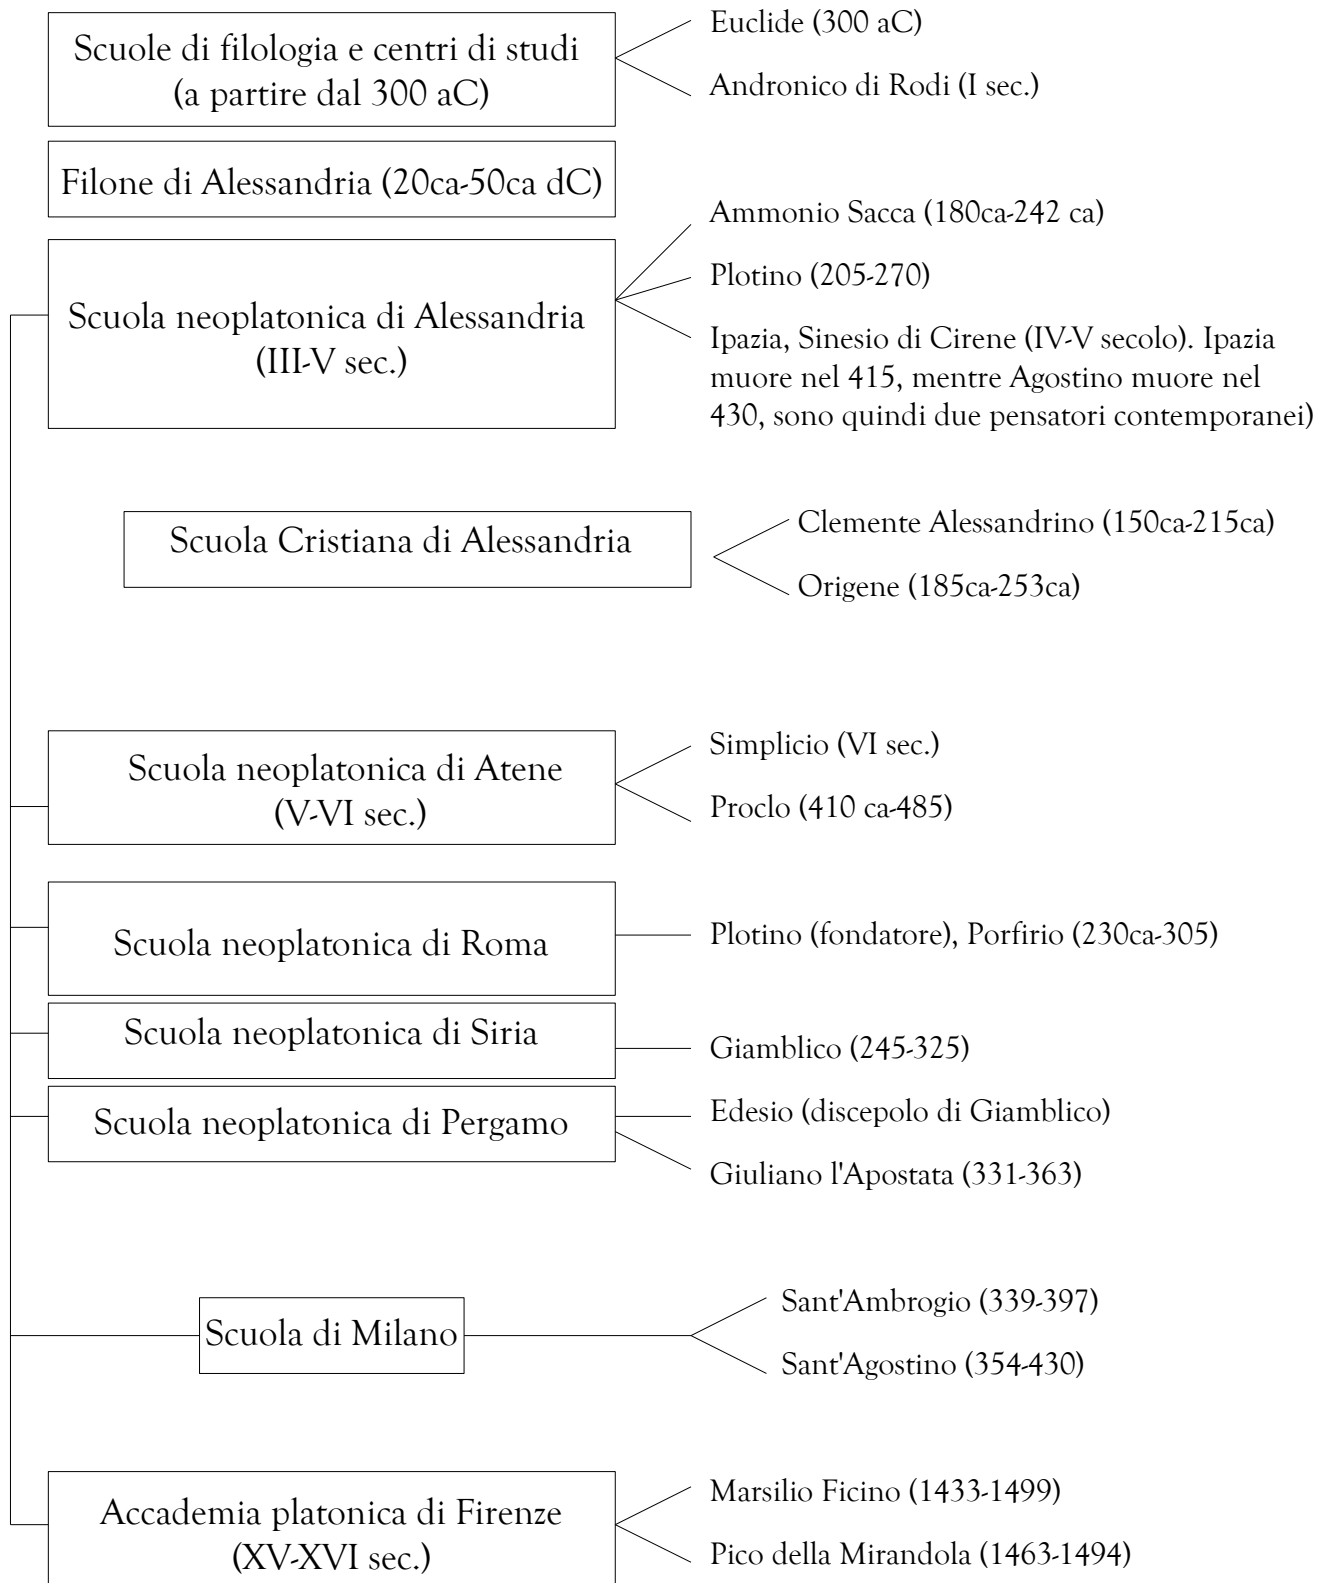 Scuole di filologia e centri di studi
(a partire dal 300 aC)
Euclide (300 aC)
Andronico di Rodi (I sec.)
Filone di Alessandria (20ca-50ca dC)
Scuola neoplatonica di Alessandria
(III-V sec.)
Ammonio Sacca (180ca-242 ca)
Plotino (205-270)
Ipazia, Sinesio di Cirene (IV-V secolo). Ipazia
muore nel 415, mentre Agostino muore nel
430, sono quindi due pensatori contemporanei)
Scuola Cristiana di Alessandria
Clemente Alessandrino (150ca-215ca)
Origene (185ca-253ca)
Scuola neoplatonica di Atene
(V-VI sec.)
Simplicio (VI sec.)
Proclo (410 ca-485)
Scuola neoplatonica di Roma
Plotino (fondatore), Porfirio (230ca-305)
Scuola neoplatonica di Siria
Giamblico (245-325)
Scuola neoplatonica di Pergamo
Edesio (discepolo di Giamblico)
Giuliano l'Apostata (331-363)
Scuola di Milano
Sant'Ambrogio (339-397)
Sant'Agostino (354-430)
Accademia platonica di Firenze
(XV-XVI sec.)
Marsilio Ficino (1433-1499)
Pico della Mirandola (1463-1494)